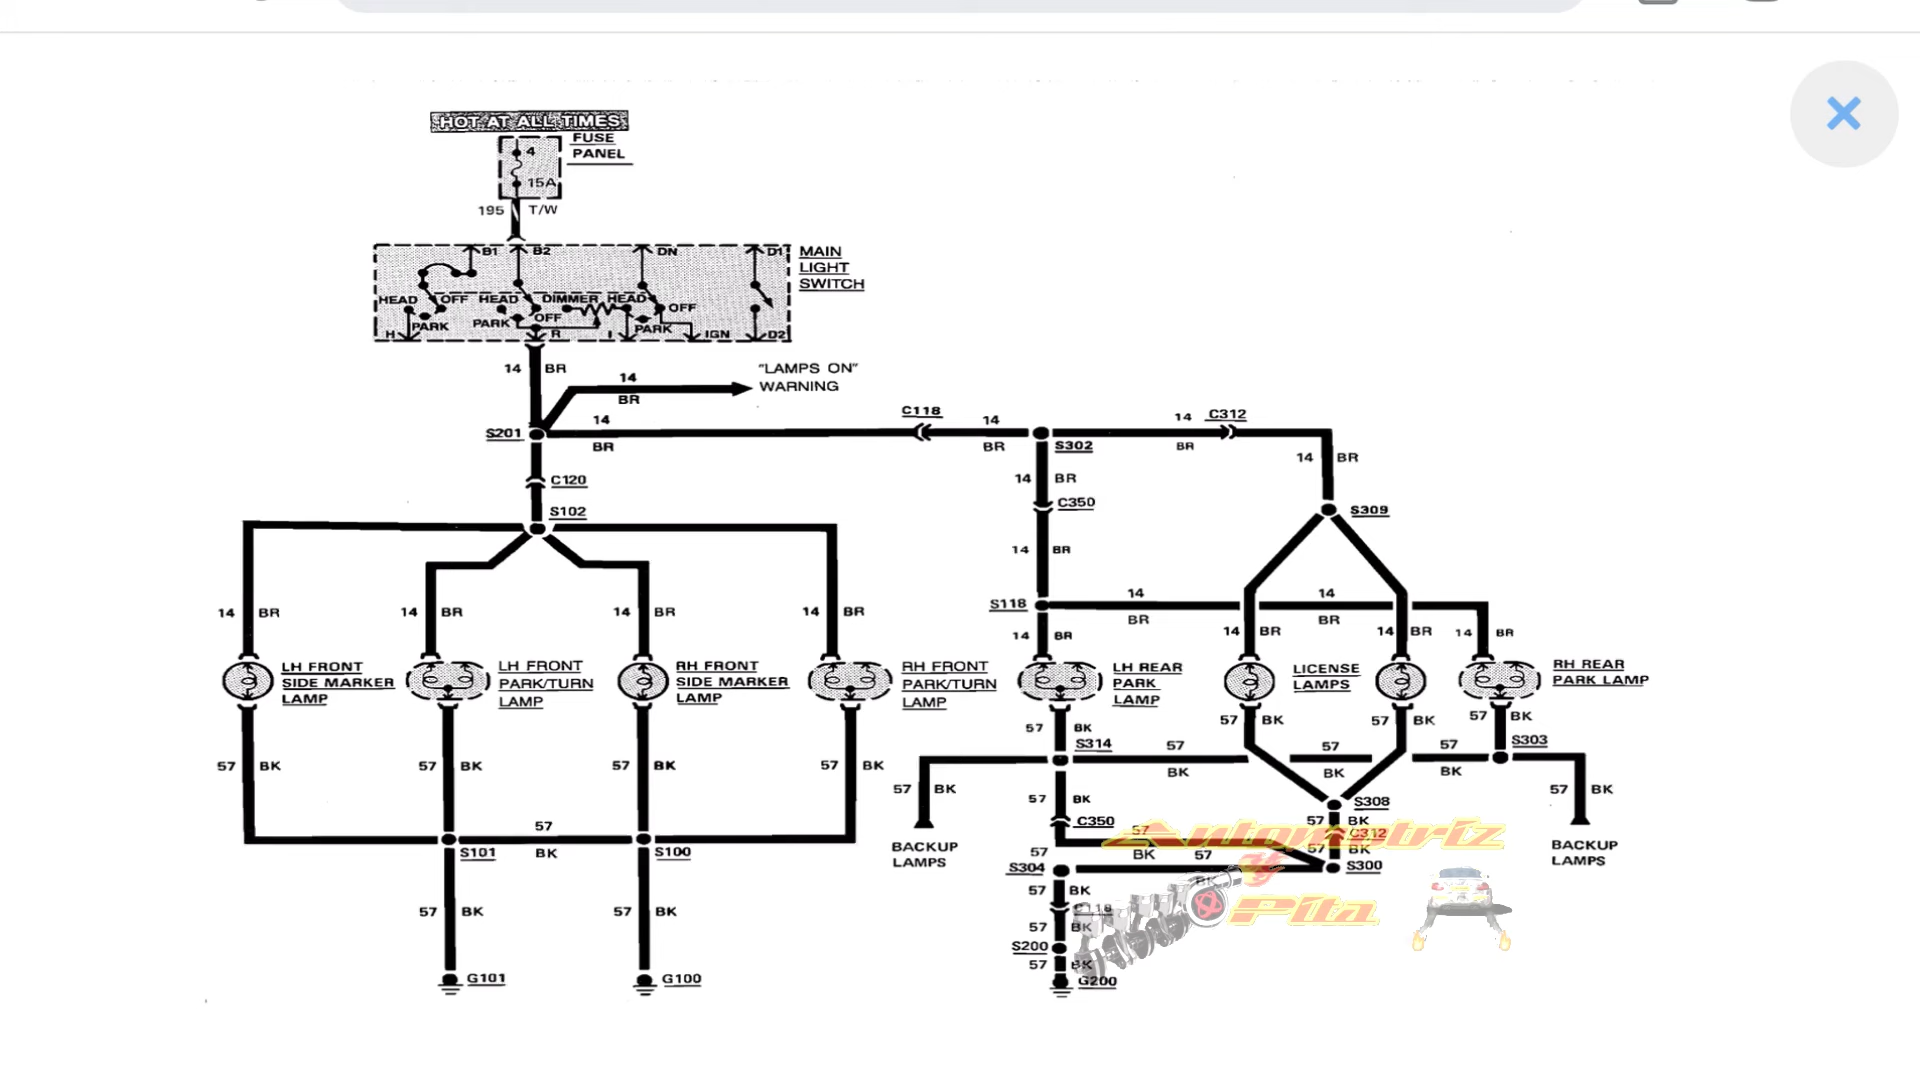 HOT AT ALL TIMES
FUSE
PANEL
4
15A
195 T/W
B1 B2 DN D1
MAIN
LIGHT
SWITCH
HEAD OFF HEAD DIMMER HEAD OFF
PARK PARK OFF PARK
H R I IGN D2
14 BR
"LAMPS ON"
WARNING
14
BR
S201
14
BR
C118
14
BR
S302
14
BR
C312
14 BR
C120
14 BR
C350
S309
S102
14 BR
S118
14
BR
14
BR
14 BR
14 BR
14 BR
14 BR
14 BR
14 BR
14 BR
14 BR
LH FRONT
SIDE MARKER
LAMP
LH FRONT
PARK/TURN
LAMP
RH FRONT
SIDE MARKER
LAMP
RH FRONT
PARK/TURN
LAMP
LH REAR
PARK
LAMP
LICENSE
LAMPS
RH REAR
PARK LAMP
57 BK
57 BK
57 BK
57 BK
S314
57
BK
57
BK
57
BK
S303
57 BK
57 BK
57 BK
57 BK
57 BK
57 BK
57 BK
BACKUP
LAMPS
BACKUP
LAMPS
S308
57 BK
C350
C312
57 BK
57
BK
S101
57
BK
S100
57
S304
57
BK
S300
57 BK
C118
57 BK
S200
57 BK
G200
57 BK
57 BK
G101
G100
Automotriz
Pita